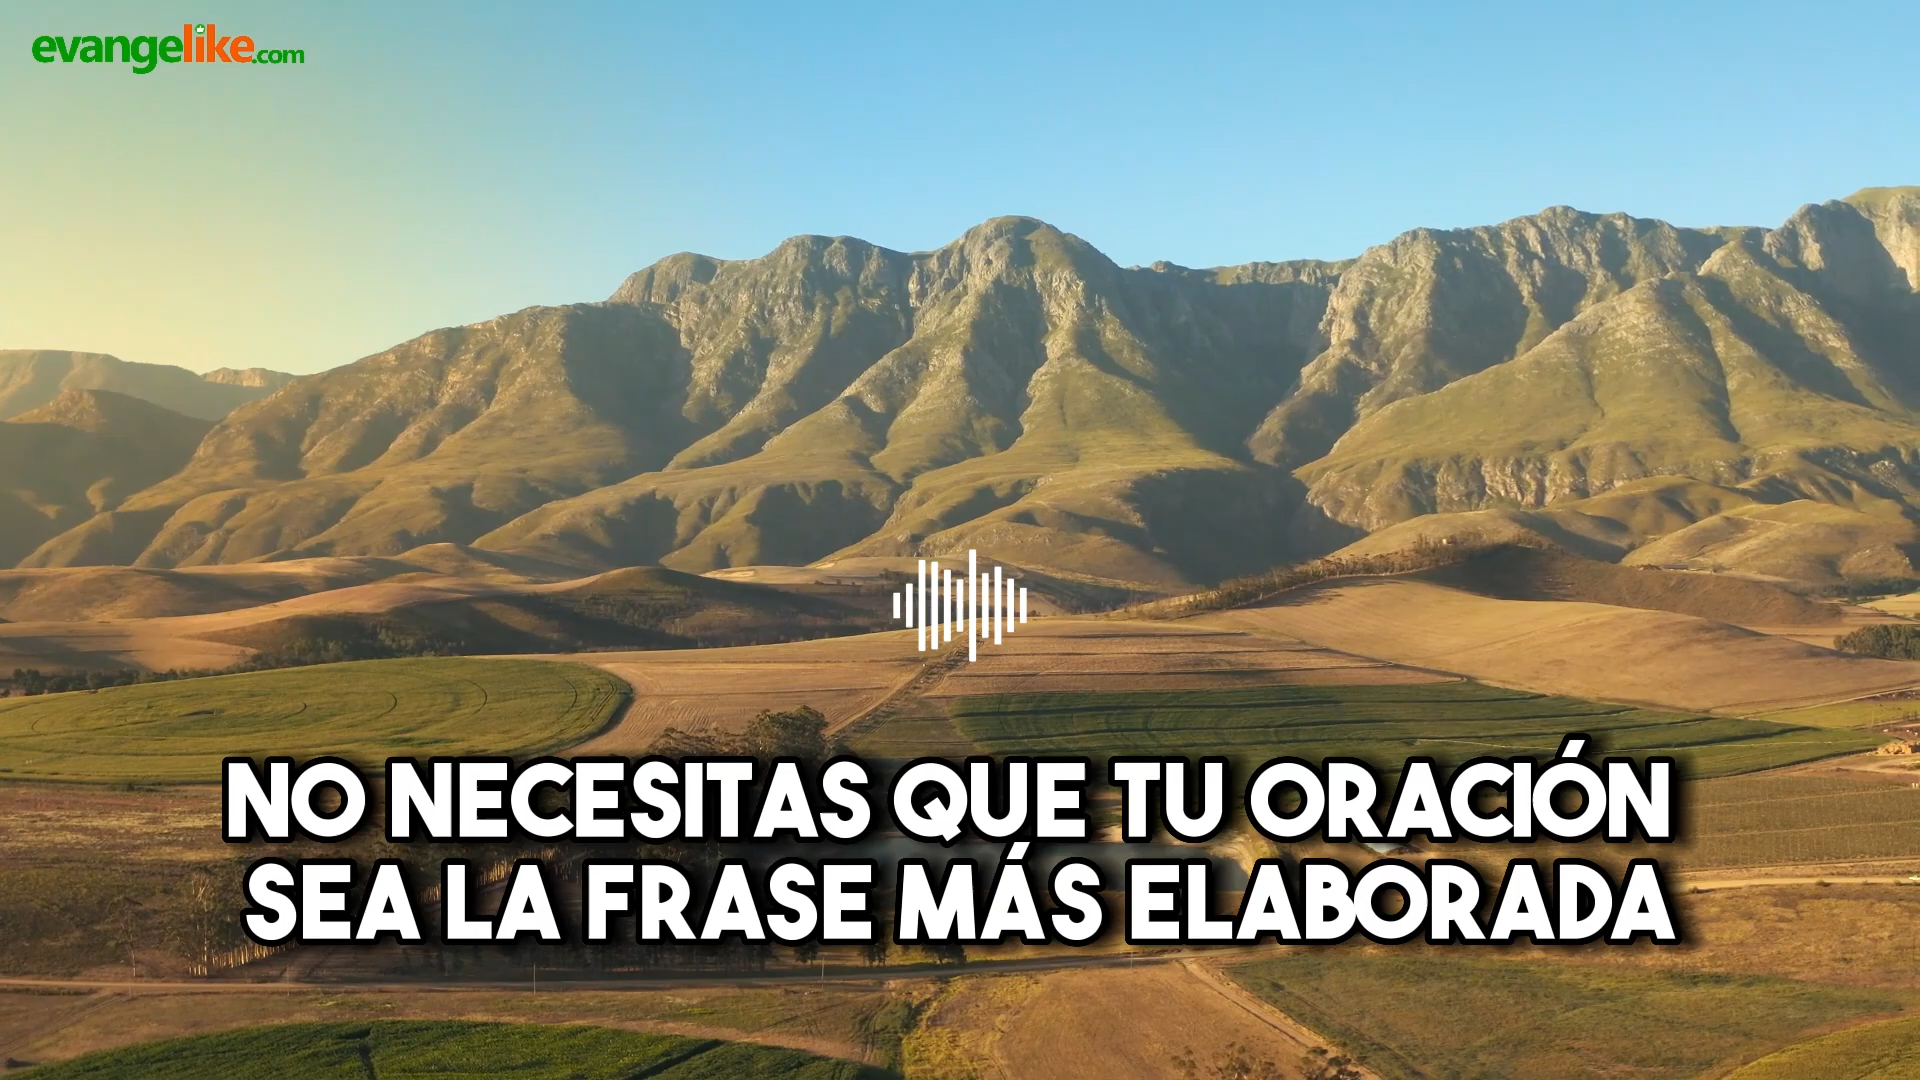 evangelike.com
NO NECESITAS QUE TU ORACIÓN
SEA LA FRASE MÁS ELABORADA